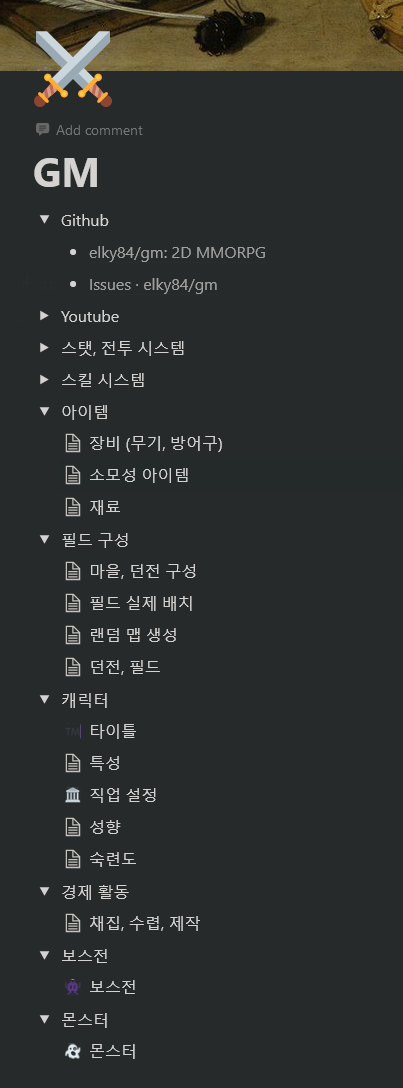 Add comment
GM
Github
elky84/gm: 2D MMORPG
Issues · elky84/gm
Youtube
스탯, 전투 시스템
스킬 시스템
아이템
장비 (무기, 방어구)
소모성 아이템
재료
필드 구성
마을, 던전 구성
필드 실제 배치
랜덤 맵 생성
던전, 필드
캐릭터
타이틀
특성
직업 설정
성향
숙련도
경제 활동
채집, 수렵, 제작
보스전
보스전
몬스터
몬스터